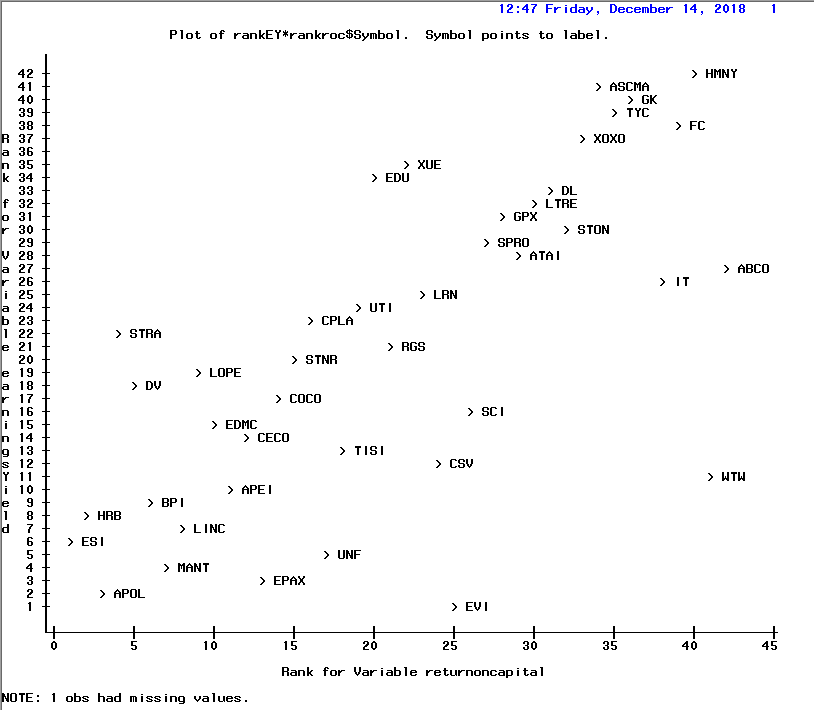 12:47 Friday, December 14, 2018 1
Plot of rankEY*rankroc$Symbol. Symbol points to label.
Rank for Variable earningsYield
42 > HMNY
41 > ASCMA
40 > GK
39 > TYC
38 > FC
37 > XOXO
36
35 > XUE
34 > EDU
33 > DL
32 > LTRE
31 > GPX
30 > STON
29 > SPRO
28 > ATAI
27 > ABCO
26 > IT
25 > LRN
24 > UTI
23 > CPLA
22 > STRA
21 > RGS
20 > STNR
19 > LOPE
18 > DV
17 > COCO
16 > SCI
15 > EDMC
14 > CECO
13 > TISI
12 > CSV
11 > WTW
10 > APEI
9 > BPI
8 > HRB
7 > LINC
6 > ESI
5 > UNF
4 > MANT
3 > EPAX
2 > APOL
1 > EVI
0 5 10 15 20 25 30 35 40 45
Rank for Variable returnoncapital
NOTE: 1 obs had missing values.